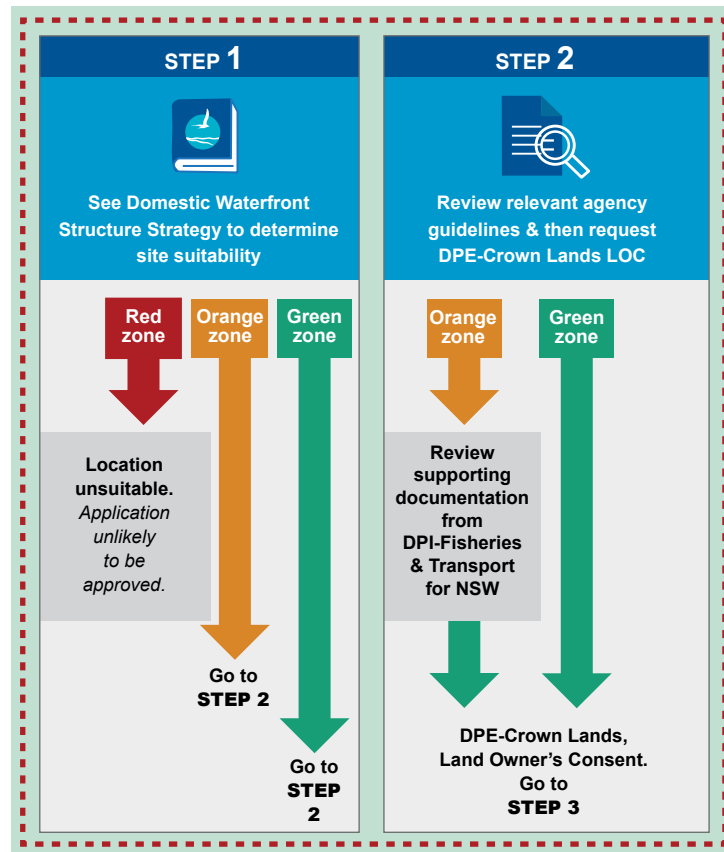 STEP 1
See Domestic Waterfront
Structure Strategy to determine
site suitability
Red
zone
Orange
zone
Green
zone
Location
unsuitable.
Application
unlikely
to be
approved.
Go to
STEP 2
Go to
STEP
2
STEP 2
Review relevant agency
guidelines & then request
DPE-Crown Lands LOC
Orange
zone
Green
zone
Review
supporting
documentation
from
DPI-Fisheries
& Transport
for NSW
DPE-Crown Lands,
Land Owner's Consent.
Go to
STEP 3